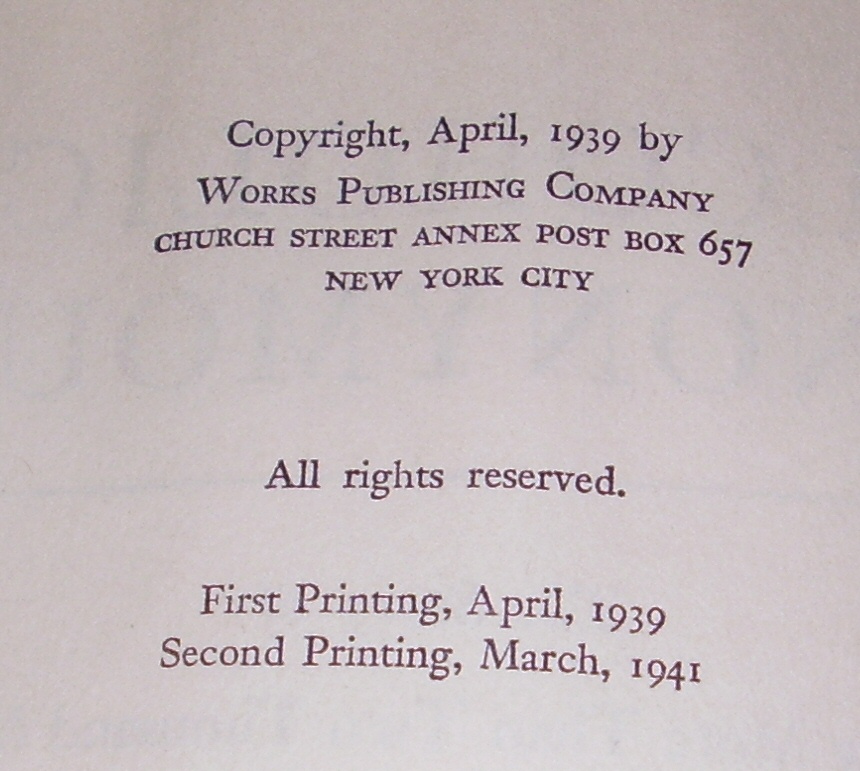 Copyright, April, 1939 by
WORKS PUBLISHING COMPANY
CHURCH STREET ANNEX POST BOX 657
NEW YORK CITY
All rights reserved.
First Printing, April, 1939
Second Printing, March, 1941